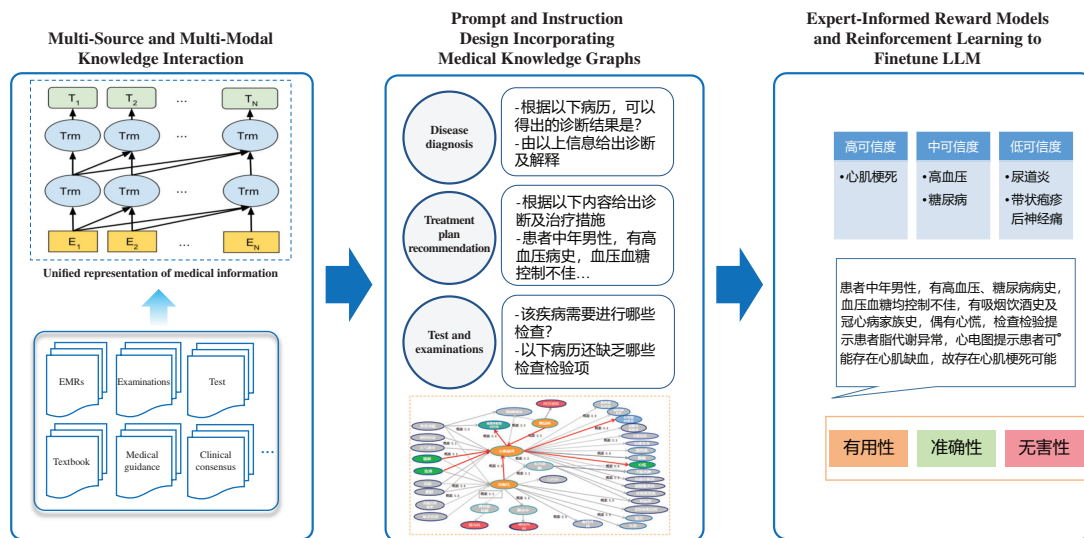 Multi-Source and Multi-Modal
Knowledge Interaction
T1 T2 ... TN
Trm Trm ... Trm
Trm Trm ... Trm
E1 E2 ... EN
Unified representation of medical information
EMRs
Examinations
Test
Textbook
Medical
guidance
Clinical
consensus
...
Prompt and Instruction
Design Incorporating
Medical Knowledge Graphs
Disease
diagnosis
-根据以下病历，可以
得出的诊断结果是？
-由以上信息给出诊断
及解释
Treatment
plan
recommendation
-根据以下内容给出诊
断及治疗措施
-患者中年男性，有高
血压病史，血压血糖
控制不佳…
Test and
examinations
-该疾病需要进行哪些
检查？
-以下病历还缺乏哪些
检查检验项
Expert-Informed Reward Models
and Reinforcement Learning to
Finetune LLM
高可信度 中可信度 低可信度
•心肌梗死
•高血压
•糖尿病
•尿道炎
•带状疱疹
后神经痛
患者中年男性，有高血压、糖尿病病史，
血压血糖均控制不佳，有吸烟饮酒史及
冠心病家族史，偶有心慌，检查检验提
示患者脂代谢异常，心电图提示患者可
能存在心肌缺血，故存在心肌梗死可能
有用性 准确性 无害性